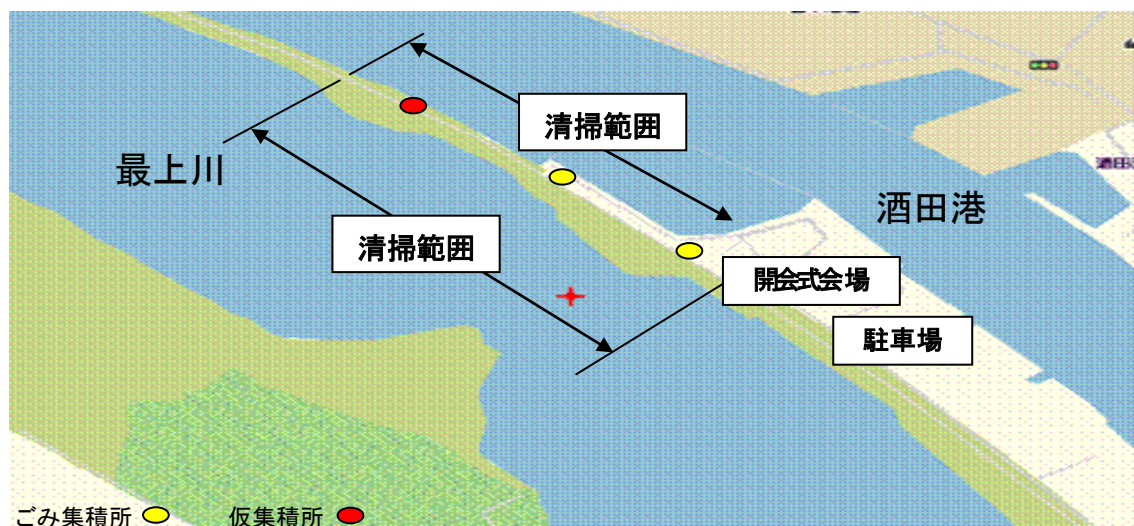 清掃範囲
最上川
酒田港
清掃範囲
開会式会場
駐車場
ごみ集積所
仮集積所